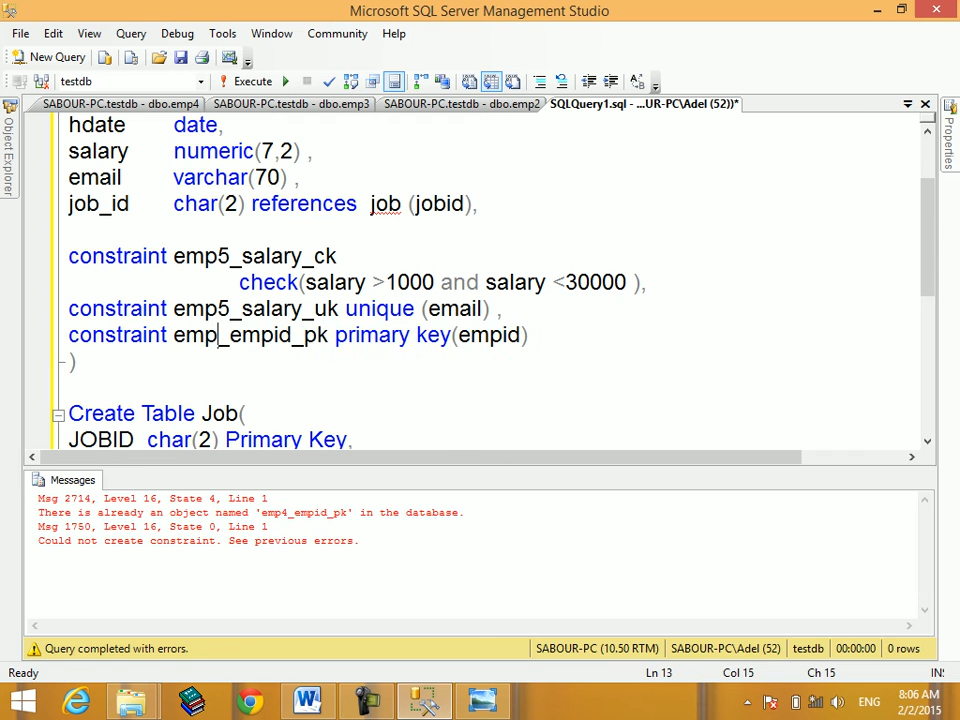 Microsoft SQL Server Management Studio
File Edit View Query Debug Tools Window Community Help
New Query
testdb Execute
SABOUR-PC.testdb - dbo.emp4 SABOUR-PC.testdb - dbo.emp3 SABOUR-PC.testdb - dbo.emp2 SQLQuery1.sql - ...UR-PC\Adel (52))*
Object Explorer
Properties
hdate date,
salary numeric(7,2) ,
email varchar(70) ,
job_id char(2) references job (jobid),
constraint emp5_salary_ck
check(salary >1000 and salary <30000 ),
constraint emp5_salary_uk unique (email) ,
constraint emp_empid_pk primary key(empid)
)
Create Table Job(
JOBID char(2) Primary Key,
Messages
Msg 2714, Level 16, State 4, Line 1
There is already an object named 'emp4_empid_pk' in the database.
Msg 1750, Level 16, State 0, Line 1
Could not create constraint. See previous errors.
Query completed with errors. SABOUR-PC (10.50 RTM) SABOUR-PC\Adel (52) testdb 00:00:00 0 rows
Ready Ln 13 Col 15 Ch 15 INS
ENG
8:06 AM
2/2/2015